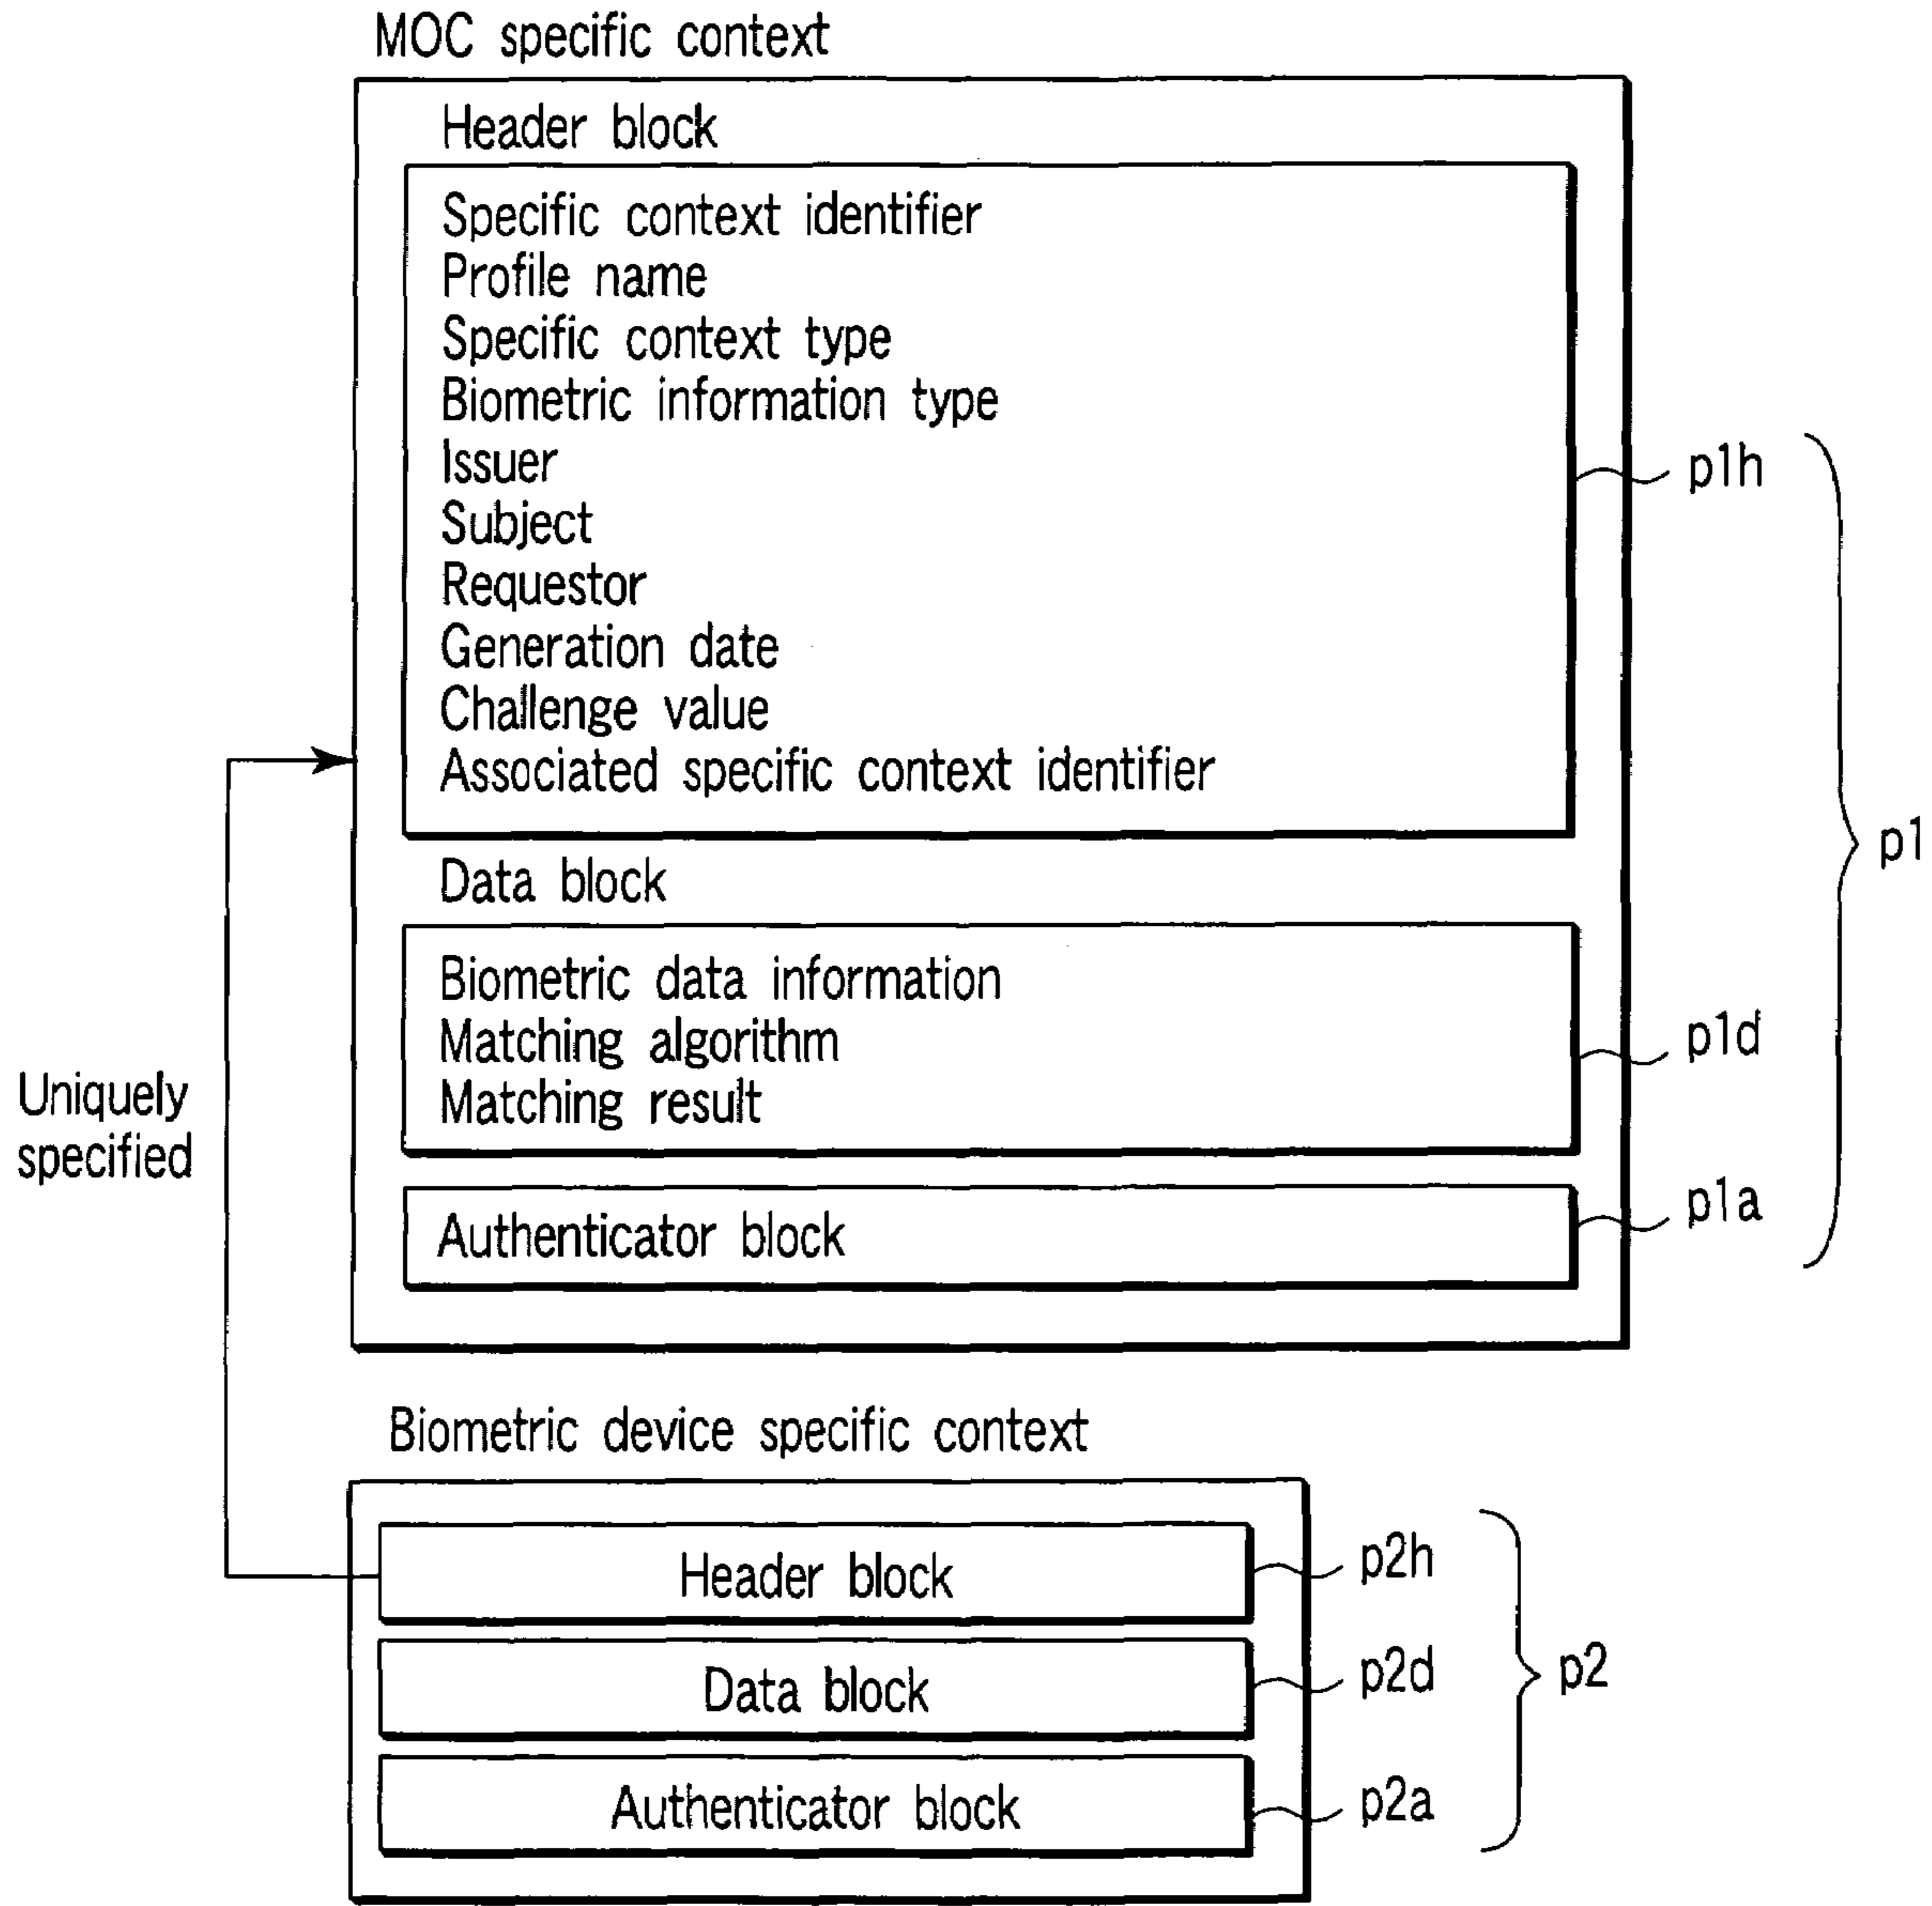 MOC specific context
Header block
Specific context identifier
Profile name
Specific context type
Biometric information type
Issuer
Subject
Requestor
Generation date
Challenge value
Associated specific context identifier
p1h
p1
Data block
Biometric data information
Matching algorithm
Matching result
p1d
Uniquely
specified
Authenticator block
p1a
Biometric device specific context
Header block
p2h
Data block
p2d
p2
Authenticator block
p2a